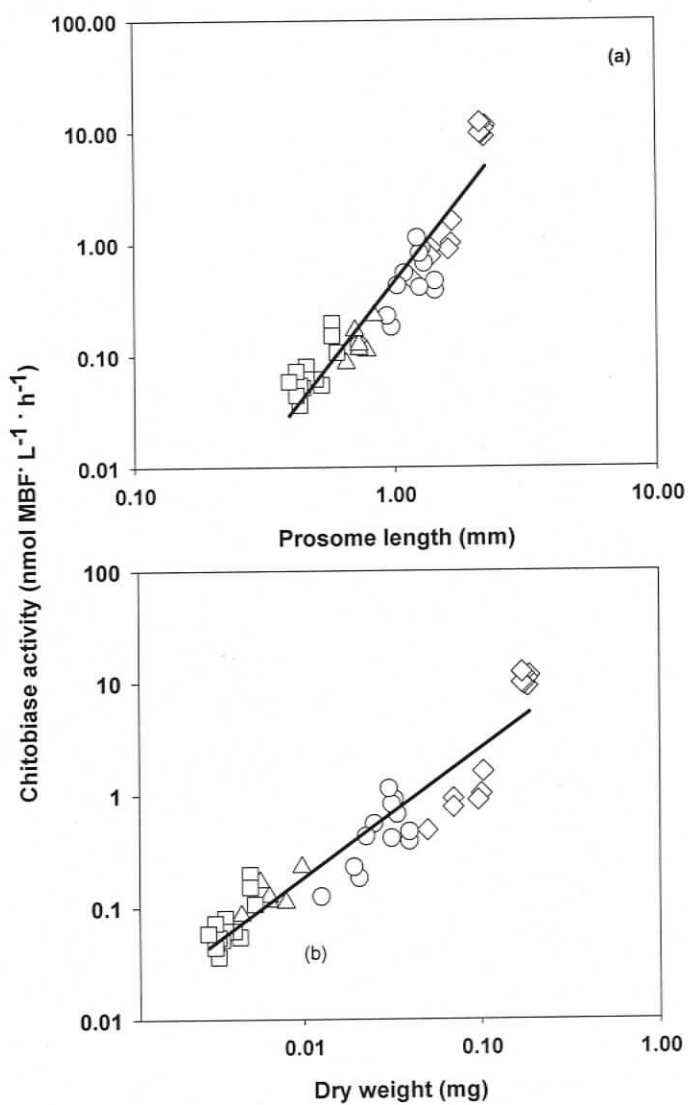 100.00
(a)
10.00
1.00
0.10
0.01
0.10 1.00 10.00
Prosome length (mm)
Chitobiase activity (nmol MBF· L⁻¹ · h⁻¹)
100
10
1
0.1
(b)
0.01
0.01 0.10 1.00
Dry weight (mg)